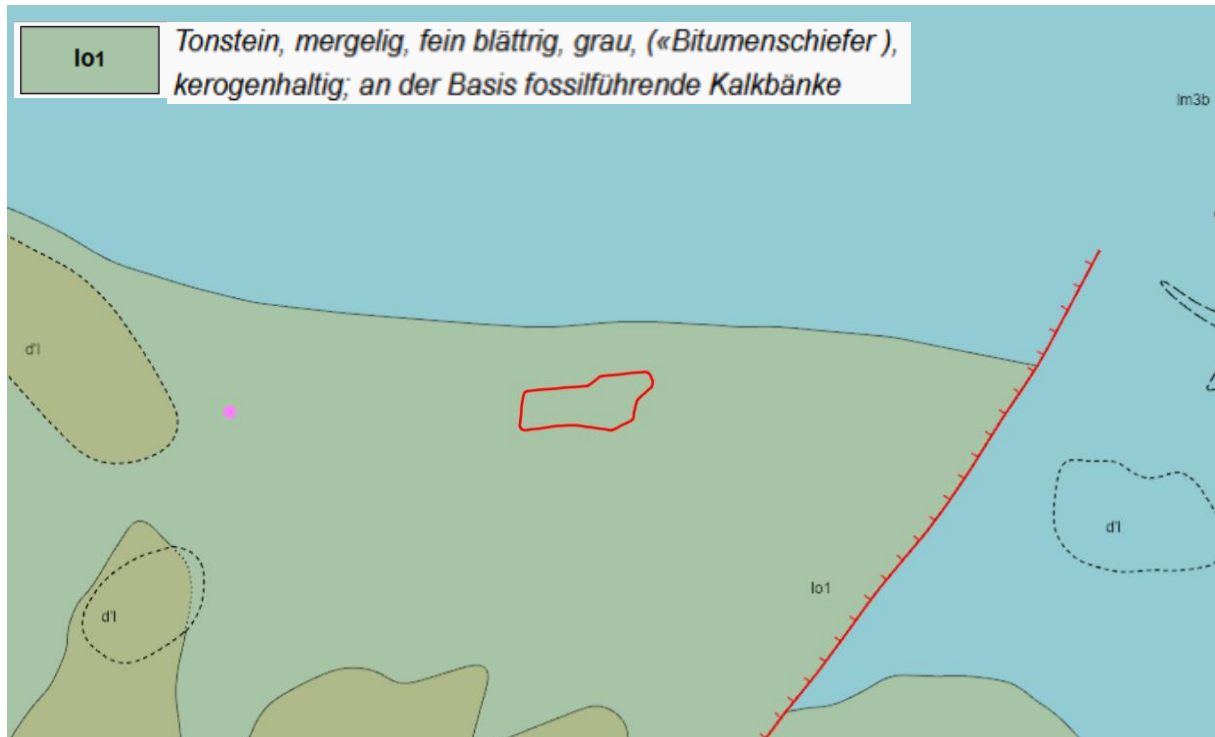 lo1
Tonstein, mergelig, fein blättrig, grau, («Bitumenschiefer ),
kerogenhaltig; an der Basis fossilführende Kalkbänke
lm3b
d'l
d'l
lo1
d'l